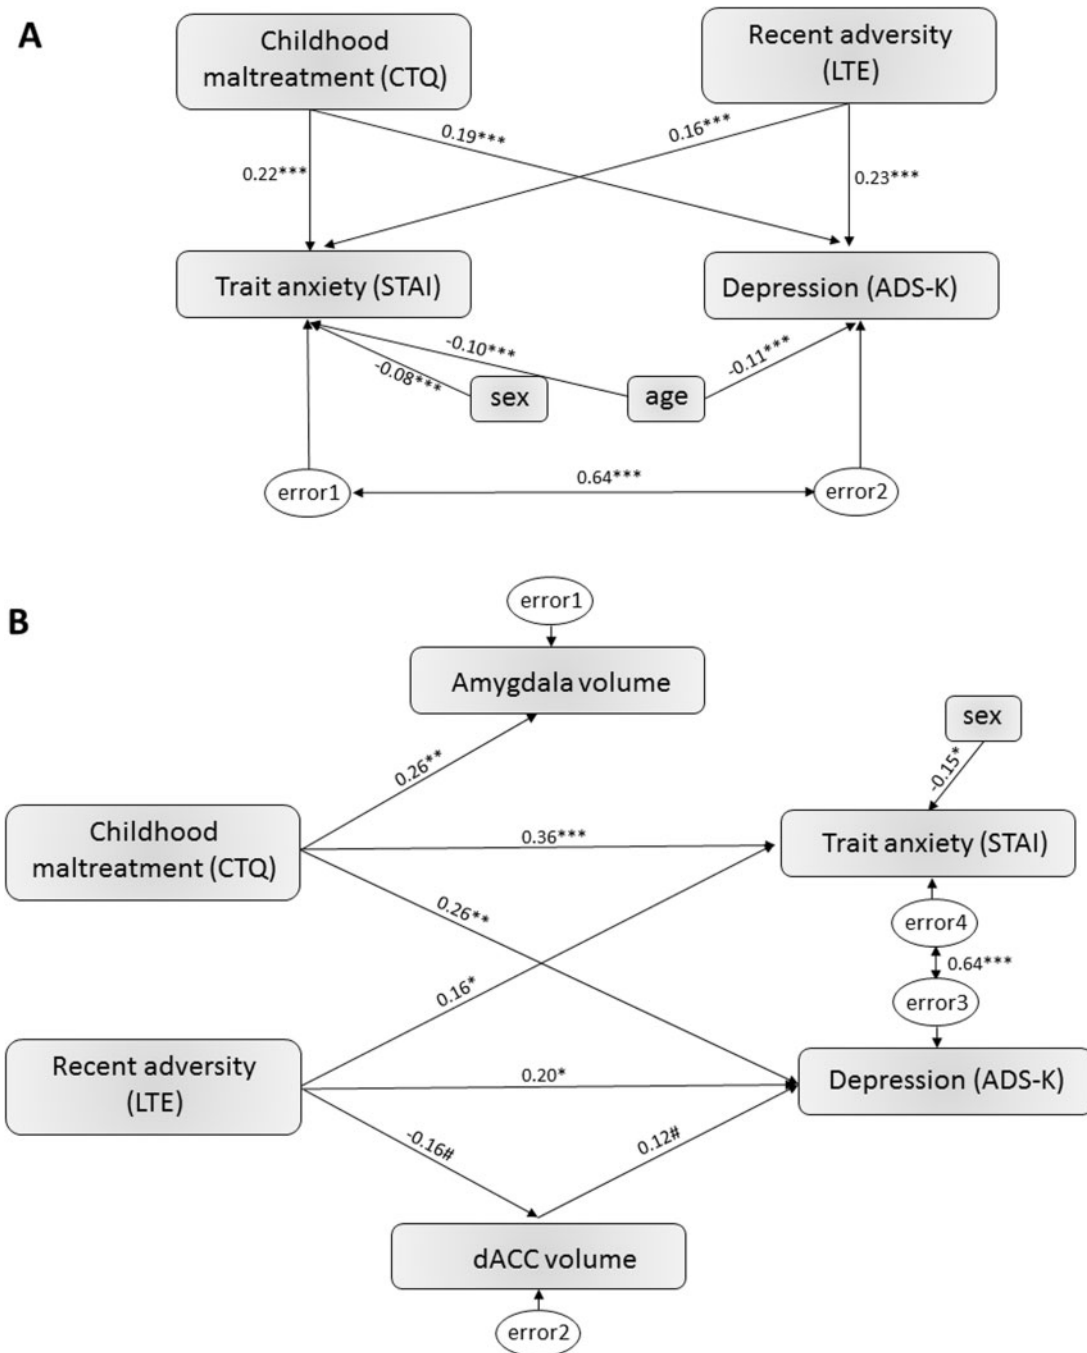 A
Childhood
maltreatment (CTQ)
Recent adversity
(LTE)
0.19***
0.16***
0.22***
0.23***
Trait anxiety (STAI)
Depression (ADS-K)
-0.10***
-0.11***
-0.08***
sex
age
0.64***
error1
error2
B
error1
Amygdala volume
sex
0.26**
-0.15*
Childhood
maltreatment (CTQ)
0.36***
Trait anxiety (STAI)
0.26**
error4
0.64***
0.16*
error3
Recent adversity
(LTE)
0.20*
Depression (ADS-K)
-0.16#
0.12#
dACC volume
error2